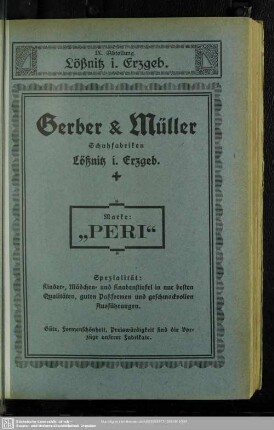 IX. Abteilung.
Lößnitz i. Erzgeb.
Gerber & Müller
Schuhfabriken
Lößnitz i. Erzgeb.
Marke:
„PERI“
Spezialität:
Kinder-, Mädchen- und Knabenstiefel in nur besten
Qualitäten, guten Paßformen und geschmackvollen
Ausführungen.
Güte, Formenschönheit, Preiswürdigkeit sind die Vor-
züge unserer Fabrikate.